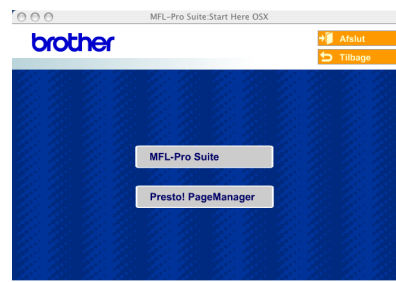 MFL-Pro Suite:Start Here OSX
brother
Afslut
Tilbage
MFL-Pro Suite
Presto! PageManager